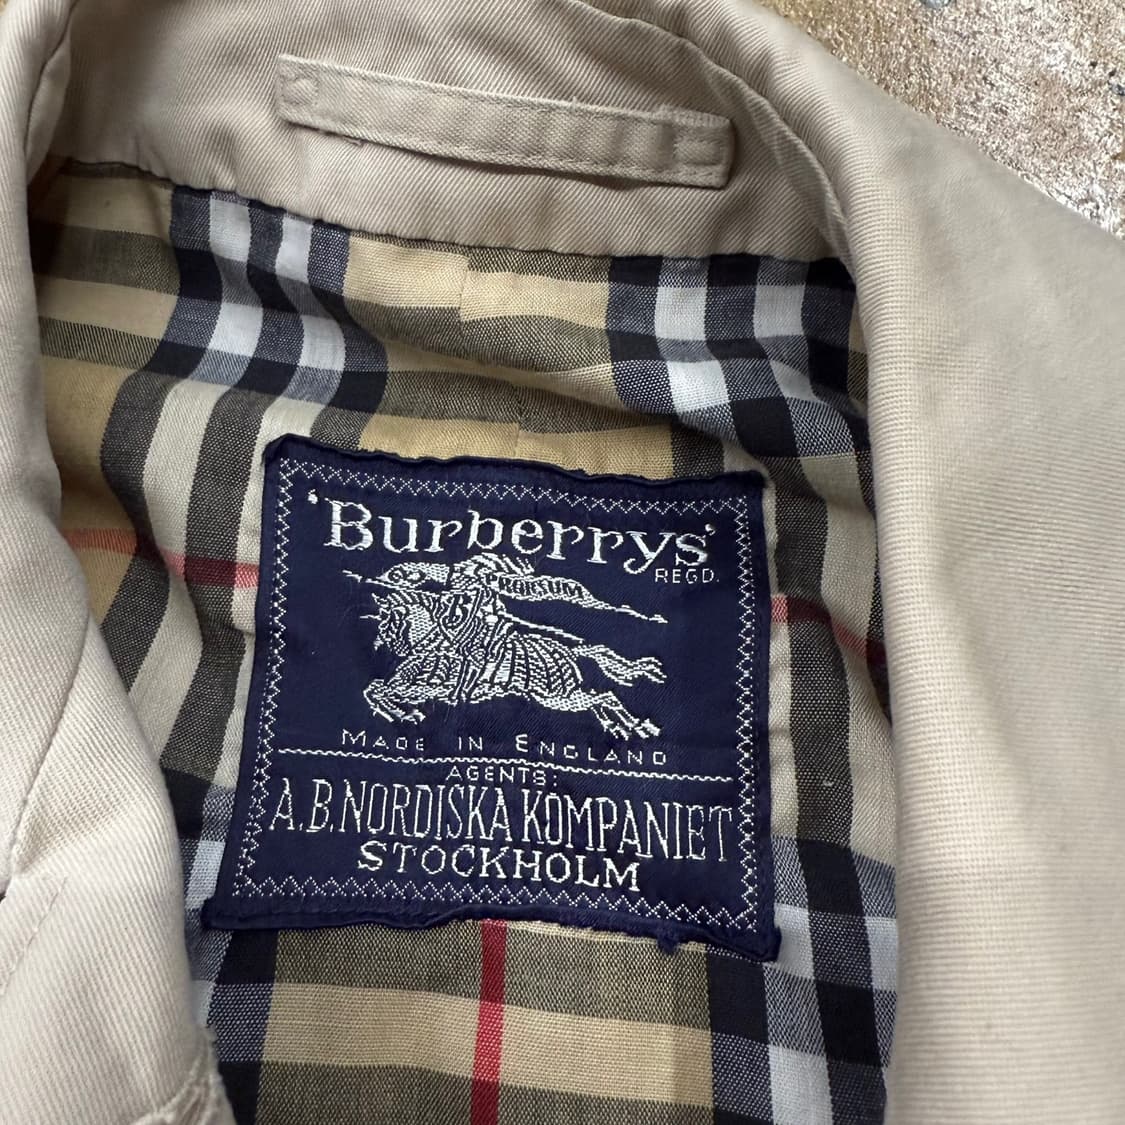 'Burberrys'
REGD.
PRORSUM
B
B
MADE IN ENGLAND
AGENTS:
A.B.NORDISKA KOMPANIET
STOCKHOLM